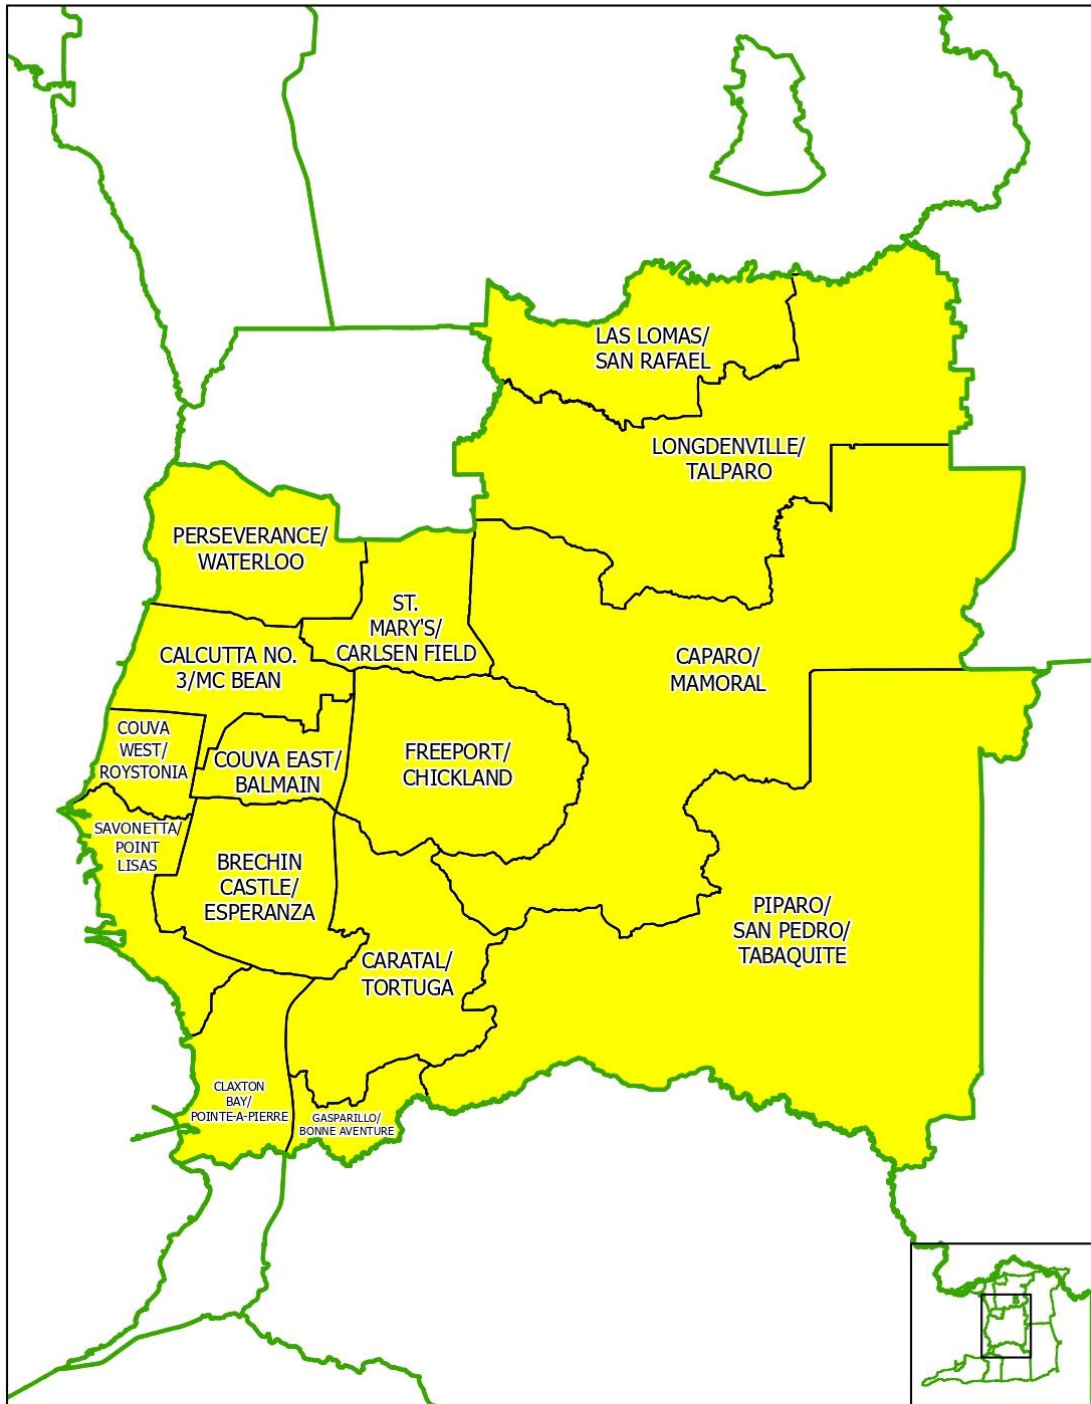 LAS LOMAS/
SAN RAFAEL
LONGDENVILLE/
TALPARO
PERSEVERANCE/
WATERLOO
ST.
MARY'S/
CARLSEN FIELD
CALCUTTA NO.
3/MC BEAN
CAPARO/
MAMORAL
COUVA
WEST/
ROYSTONIA
COUVA EAST/
BALMAIN
FREEPORT/
CHICKLAND
SAVONETTA/
POINT
LISAS
BRECHIN
CASTLE/
ESPERANZA
PIPARO/
SAN PEDRO/
TABAQUITE
CARATAL/
TORTUGA
CLAXTON
BAY/
POINTE-A-PIERRE
GASPARILLO/
BONNE AVENTURE